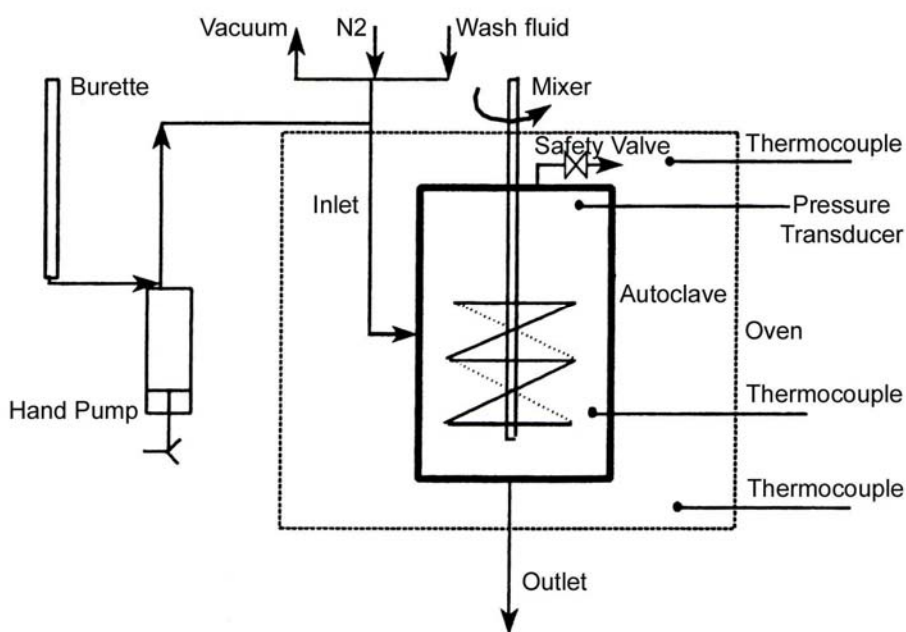 Vacuum
N2
Wash fluid
Burette
Mixer
Safety Valve
Thermocouple
Inlet
Pressure
Transducer
Autoclave
Oven
Hand Pump
Thermocouple
Thermocouple
Outlet